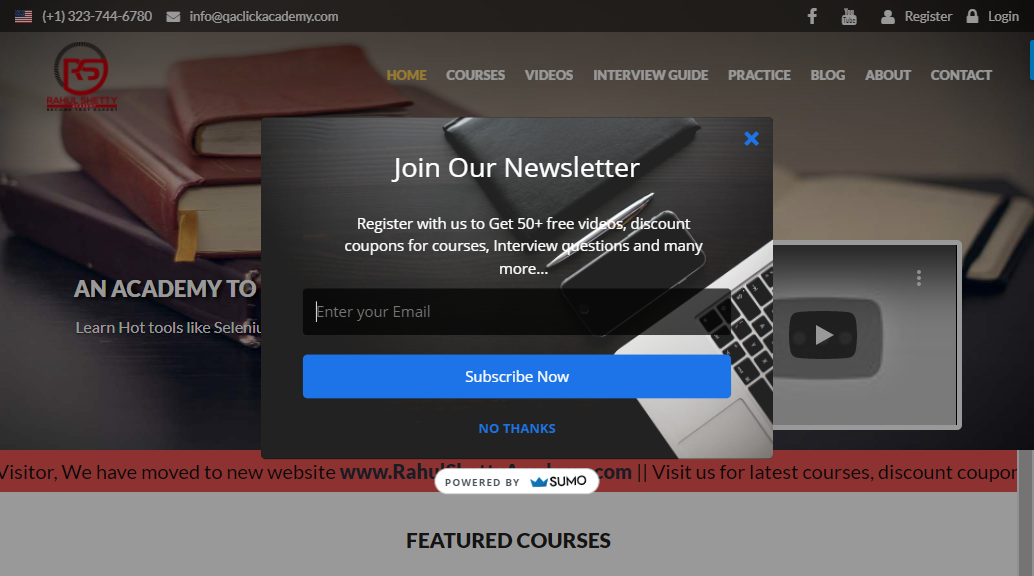 (+1) 323-744-6780 info@qaclickacademy.com Register Login
RS
RAHUL SHETTY
HOME COURSES VIDEOS INTERVIEW GUIDE PRACTICE BLOG ABOUT CONTACT
Join Our Newsletter
Register with us to Get 50+ free videos, discount
coupons for courses, Interview questions and many
more...
AN ACADEMY TO
Enter your Email
Learn Hot tools like Seleniu
Subscribe Now
NO THANKS
Visitor, We have moved to new website www.RahulShettyAcademy.com || Visit us for latest courses, discount coupon
POWERED BY SUMO
FEATURED COURSES